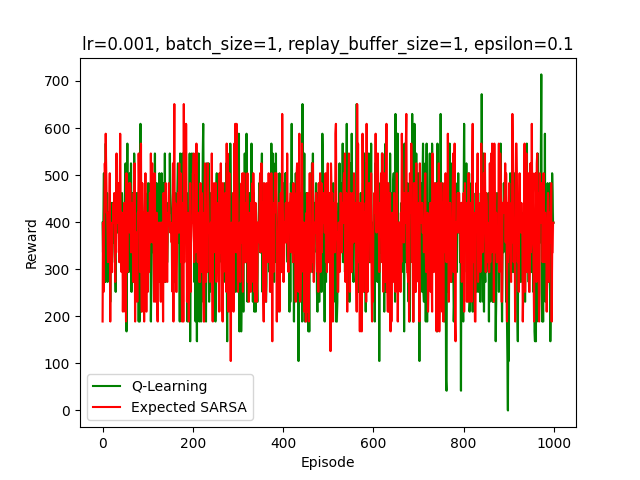 lr=0.001, batch_size=1, replay_buffer_size=1, epsilon=0.1
700
600
500
400
300
200
100
0
Reward
Q-Learning
Expected SARSA
0 200 400 600 800 1000
Episode